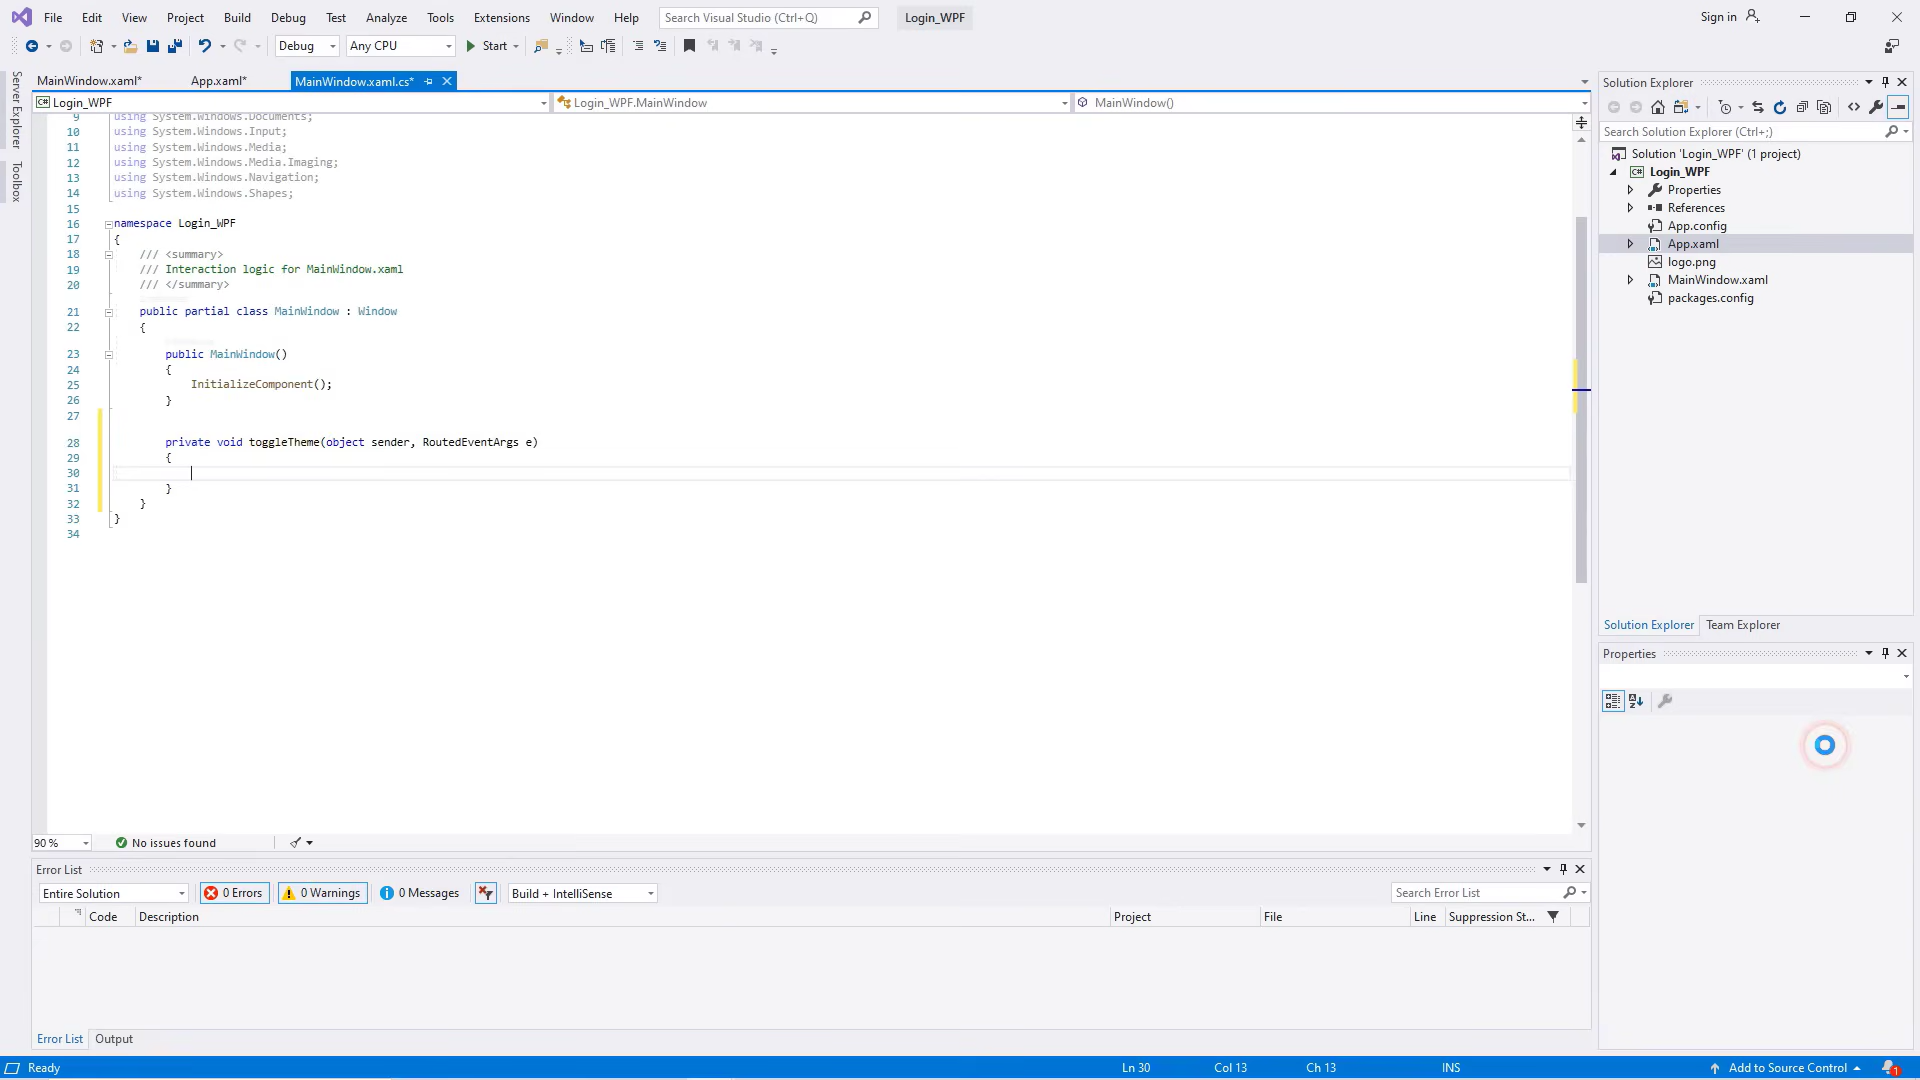 File Edit View Project Build Debug Test Analyze Tools Extensions Window Help Search Visual Studio (Ctrl+Q) Login_WPF Sign in
Debug Any CPU Start
MainWindow.xaml* App.xaml* MainWindow.xaml.cs*
Login_WPF Login_WPF.MainWindow MainWindow()
Server Explorer
Toolbox
9 using System.Windows.Documents;
10 using System.Windows.Input;
11 using System.Windows.Media;
12 using System.Windows.Media.Imaging;
13 using System.Windows.Navigation;
14 using System.Windows.Shapes;
15
16 namespace Login_WPF
17 {
18 /// <summary>
19 /// Interaction logic for MainWindow.xaml
20 /// </summary>
21 public partial class MainWindow : Window
22 {
23 public MainWindow()
24 {
25 InitializeComponent();
26 }
27
28 private void toggleTheme(object sender, RoutedEventArgs e)
29 {
30
31 }
32 }
33 }
34
90 % No issues found
Error List
Entire Solution 0 Errors 0 Warnings 0 Messages Build + IntelliSense Search Error List
Code Description Project File Line Suppression St...
Error List Output
Solution Explorer
Search Solution Explorer (Ctrl+;)
Solution 'Login_WPF' (1 project)
Login_WPF
Properties
References
App.config
App.xaml
logo.png
MainWindow.xaml
packages.config
Solution Explorer Team Explorer
Properties
Ready Ln 30 Col 13 Ch 13 INS Add to Source Control 1